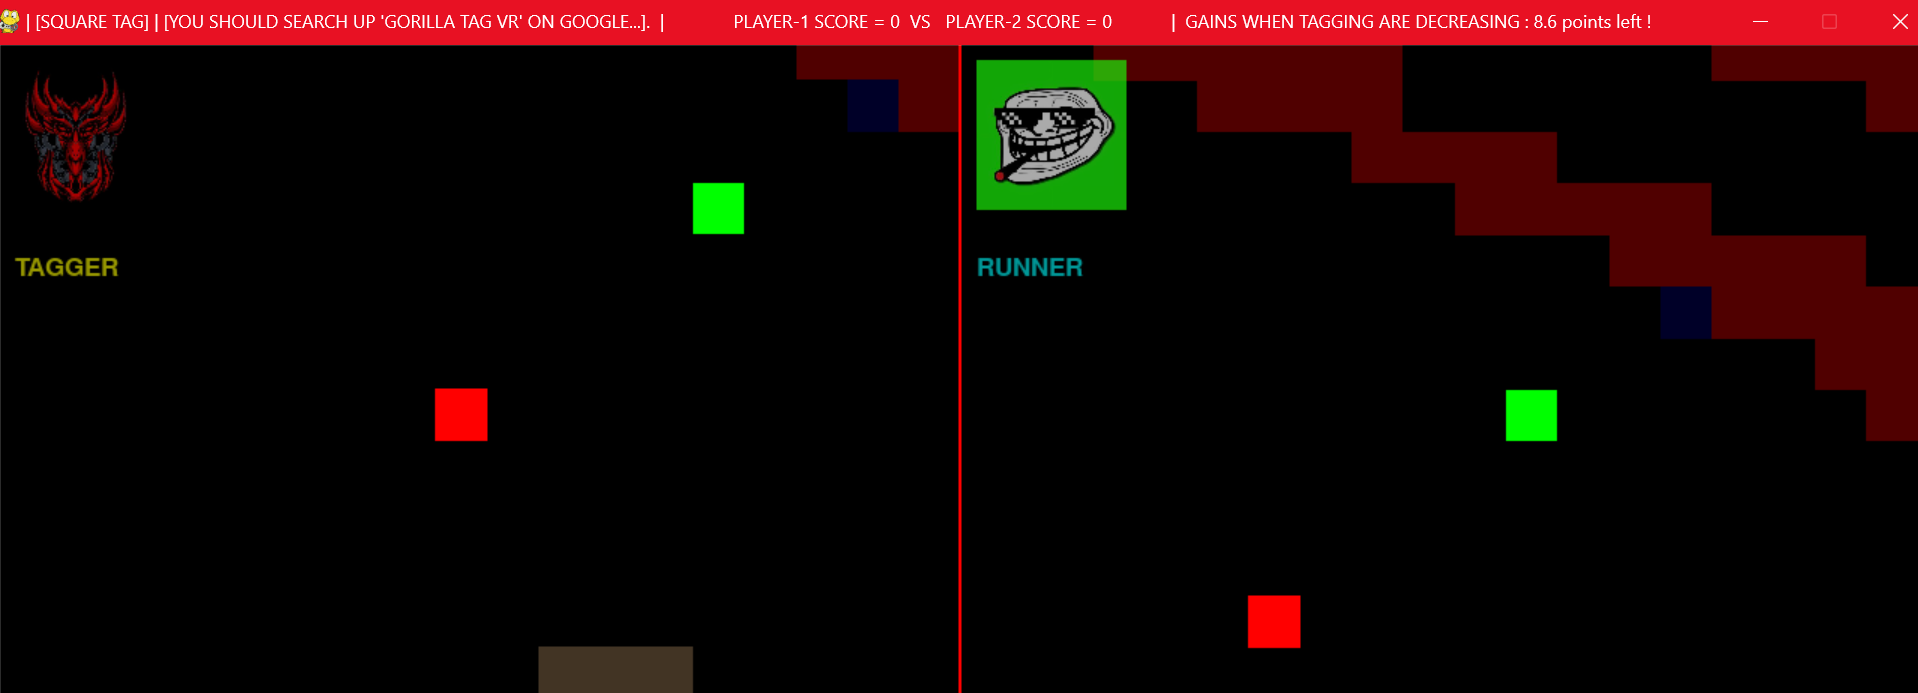 | [SQUARE TAG] | [YOU SHOULD SEARCH UP 'GORILLA TAG VR' ON GOOGLE...]. | PLAYER-1 SCORE = 0 VS PLAYER-2 SCORE = 0 | GAINS WHEN TAGGING ARE DECREASING : 8.6 points left !
TAGGER
RUNNER